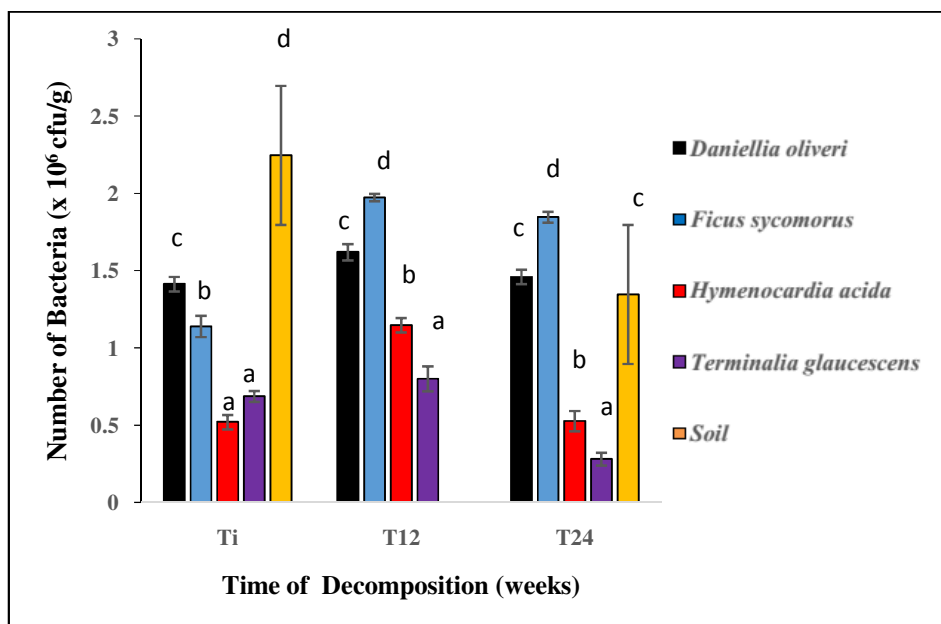 Number of Bacteria (x 10⁶ cfu/g)
3
2.5
2
1.5
1
0.5
0
c
b
a
a
d
c
d
b
a
c
d
b
a
c
Ti
T12
T24
Time of Decomposition (weeks)
Daniellia oliveri
Ficus sycomorus
Hymenocardia acida
Terminalia glaucescens
Soil